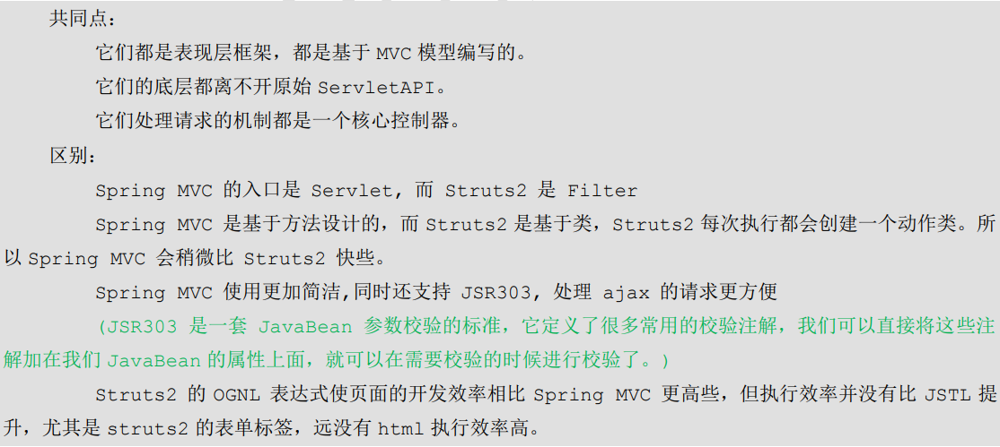 共同点：
它们都是表现层框架，都是基于 MVC 模型编写的。
它们的底层都离不开原始 ServletAPI。
它们处理请求的机制都是一个核心控制器。
区别：
Spring MVC 的入口是 Servlet, 而 Struts2 是 Filter
Spring MVC 是基于方法设计的，而 Struts2 是基于类，Struts2 每次执行都会创建一个动作类。所
以 Spring MVC 会稍微比 Struts2 快些。
Spring MVC 使用更加简洁,同时还支持 JSR303, 处理 ajax 的请求更方便
(JSR303 是一套 JavaBean 参数校验的标准，它定义了很多常用的校验注解，我们可以直接将这些注
解加在我们 JavaBean 的属性上面，就可以在需要校验的时候进行校验了。)
Struts2 的 OGNL 表达式使页面的开发效率相比 Spring MVC 更高些，但执行效率并没有比 JSTL 提
升，尤其是 struts2 的表单标签，远没有 html 执行效率高。